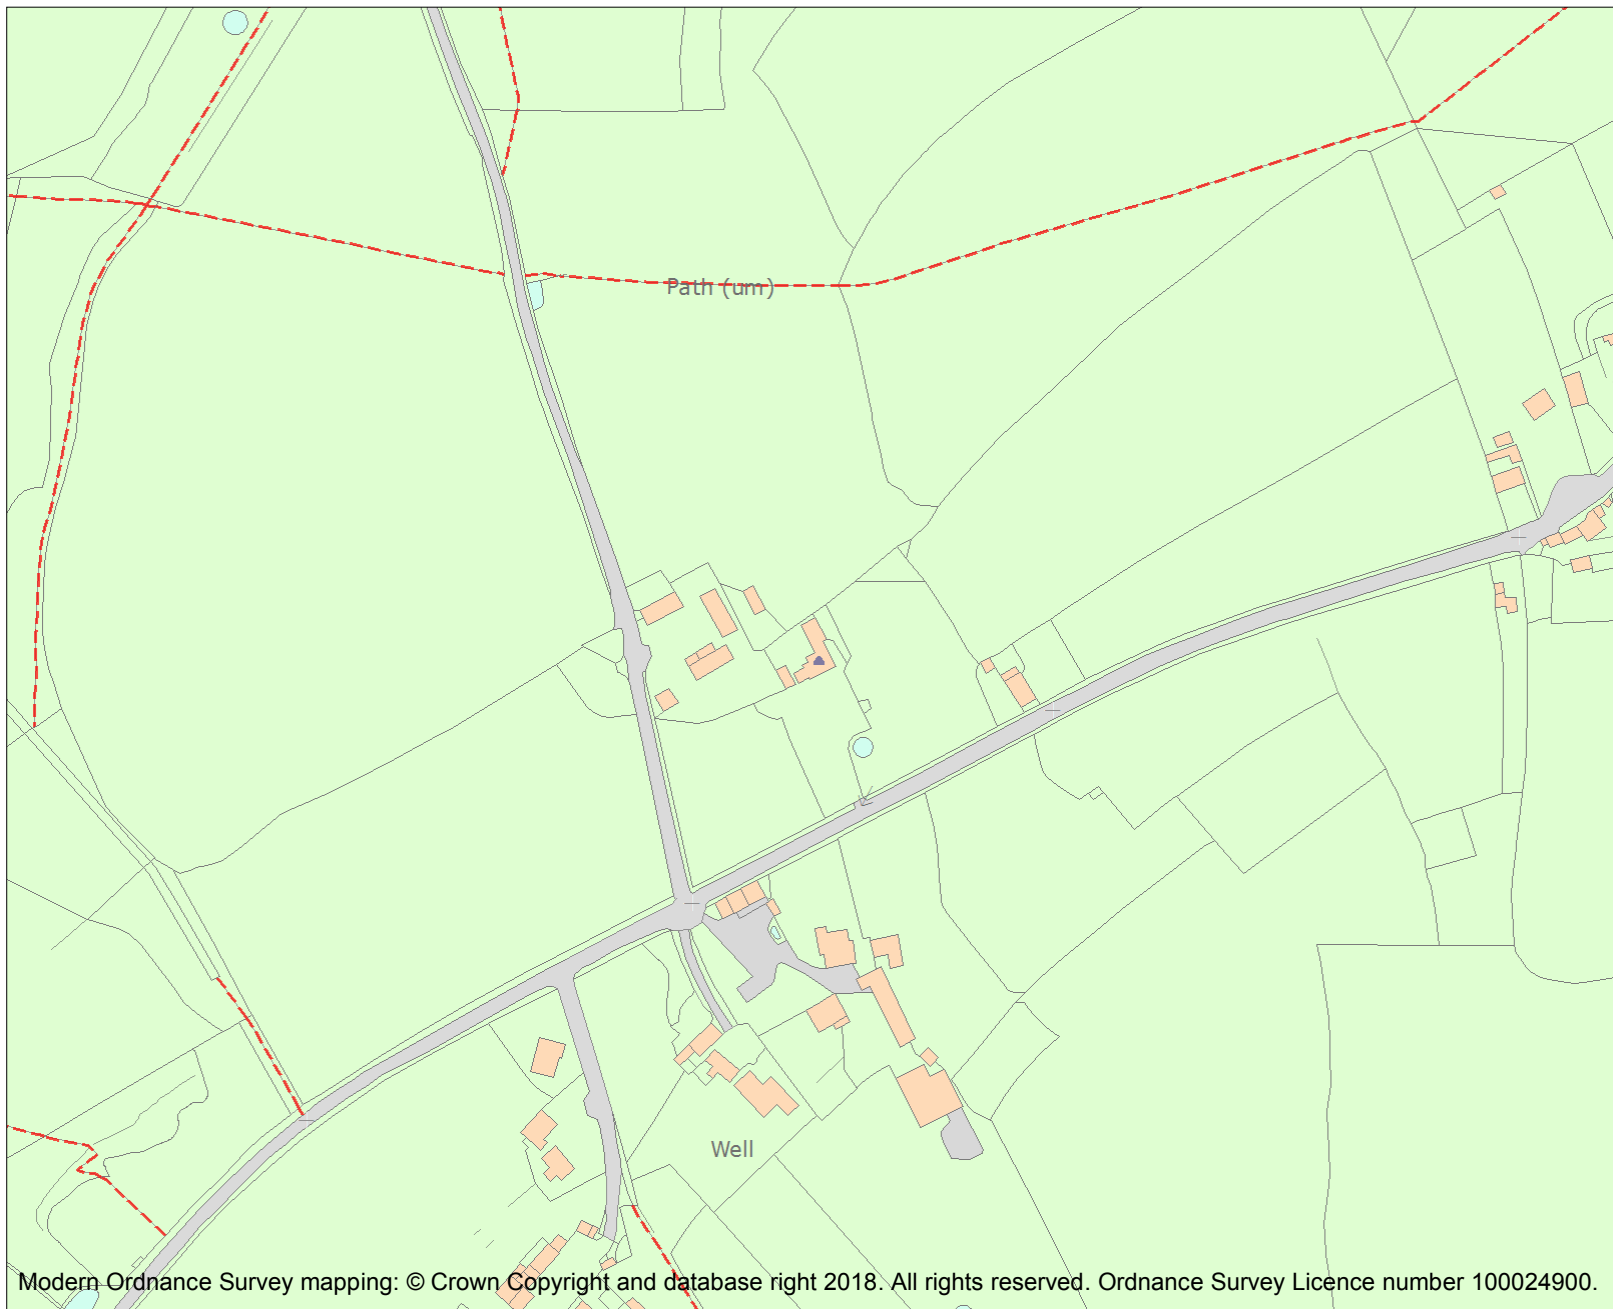 Path (um)
Well
Modern Ordnance Survey mapping: © Crown Copyright and database right 2018. All rights reserved. Ordnance Survey Licence number 100024900.